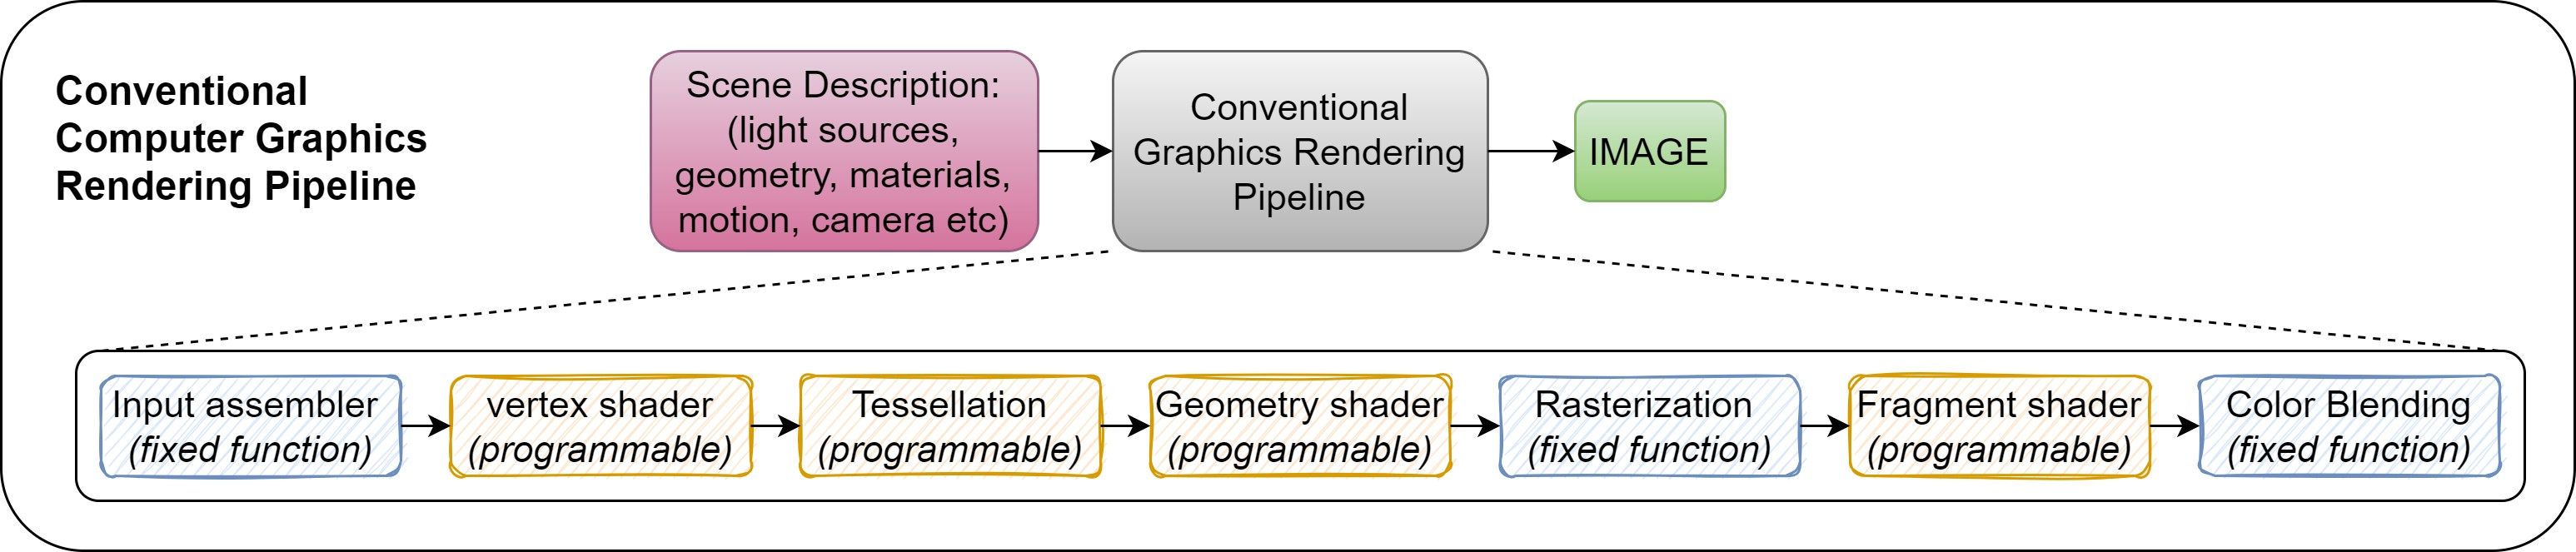 Conventional
Computer Graphics
Rendering Pipeline
Scene Description:
(light sources,
geometry, materials,
motion, camera etc)
Conventional
Graphics Rendering
Pipeline
IMAGE
Input assembler
(fixed function)
vertex shader
(programmable)
Tessellation
(programmable)
Geometry shader
(programmable)
Rasterization
(fixed function)
Fragment shader
(programmable)
Color Blending
(fixed function)